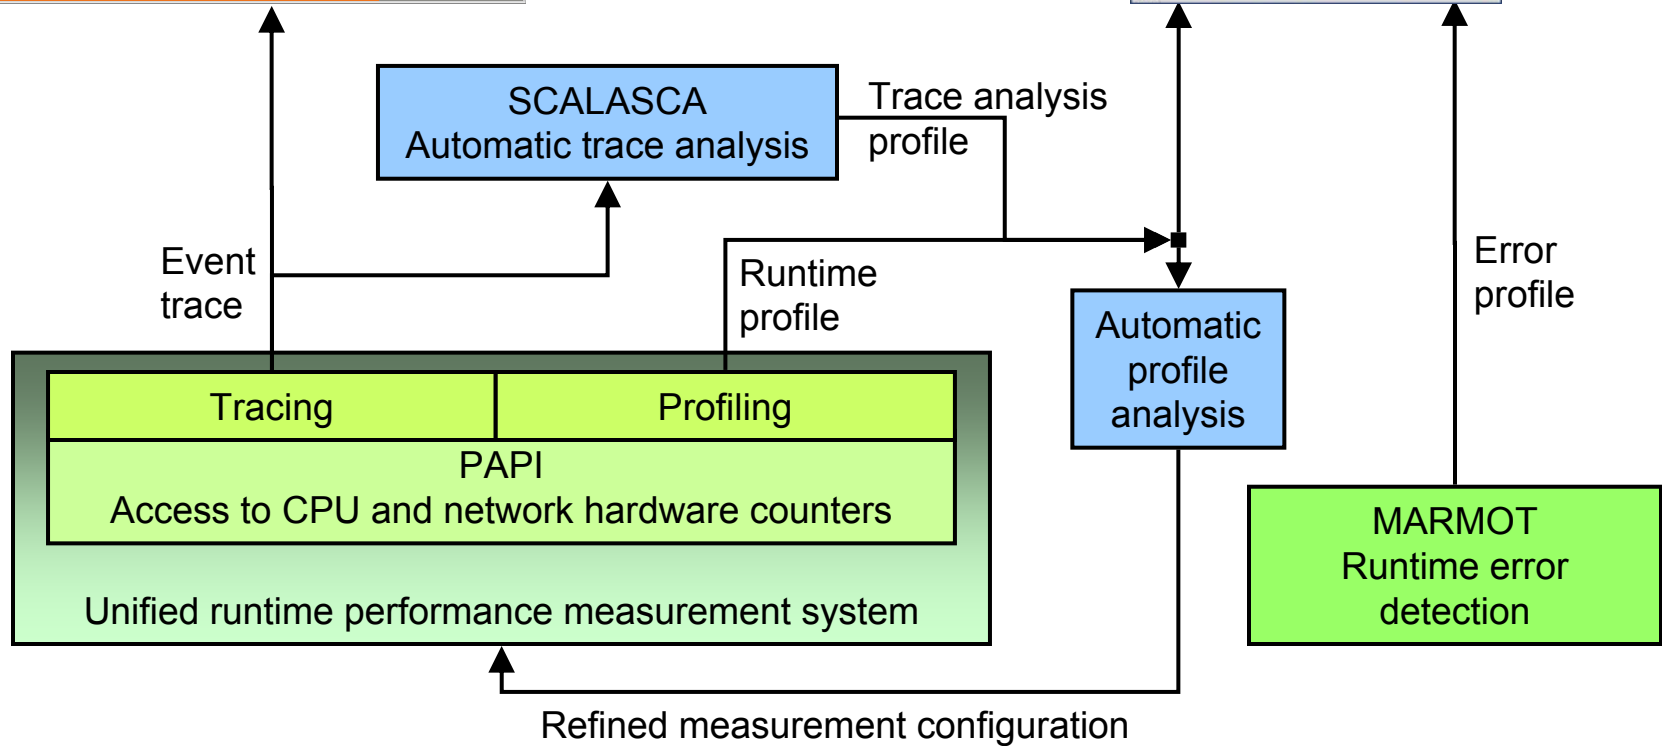 SCALASCA
Automatic trace analysis
Trace analysis
profile
Event
trace
Runtime
profile
Error
profile
Automatic
profile
analysis
Tracing
Profiling
PAPI
Access to CPU and network hardware counters
Unified runtime performance measurement system
MARMOT
Runtime error
detection
Refined measurement configuration